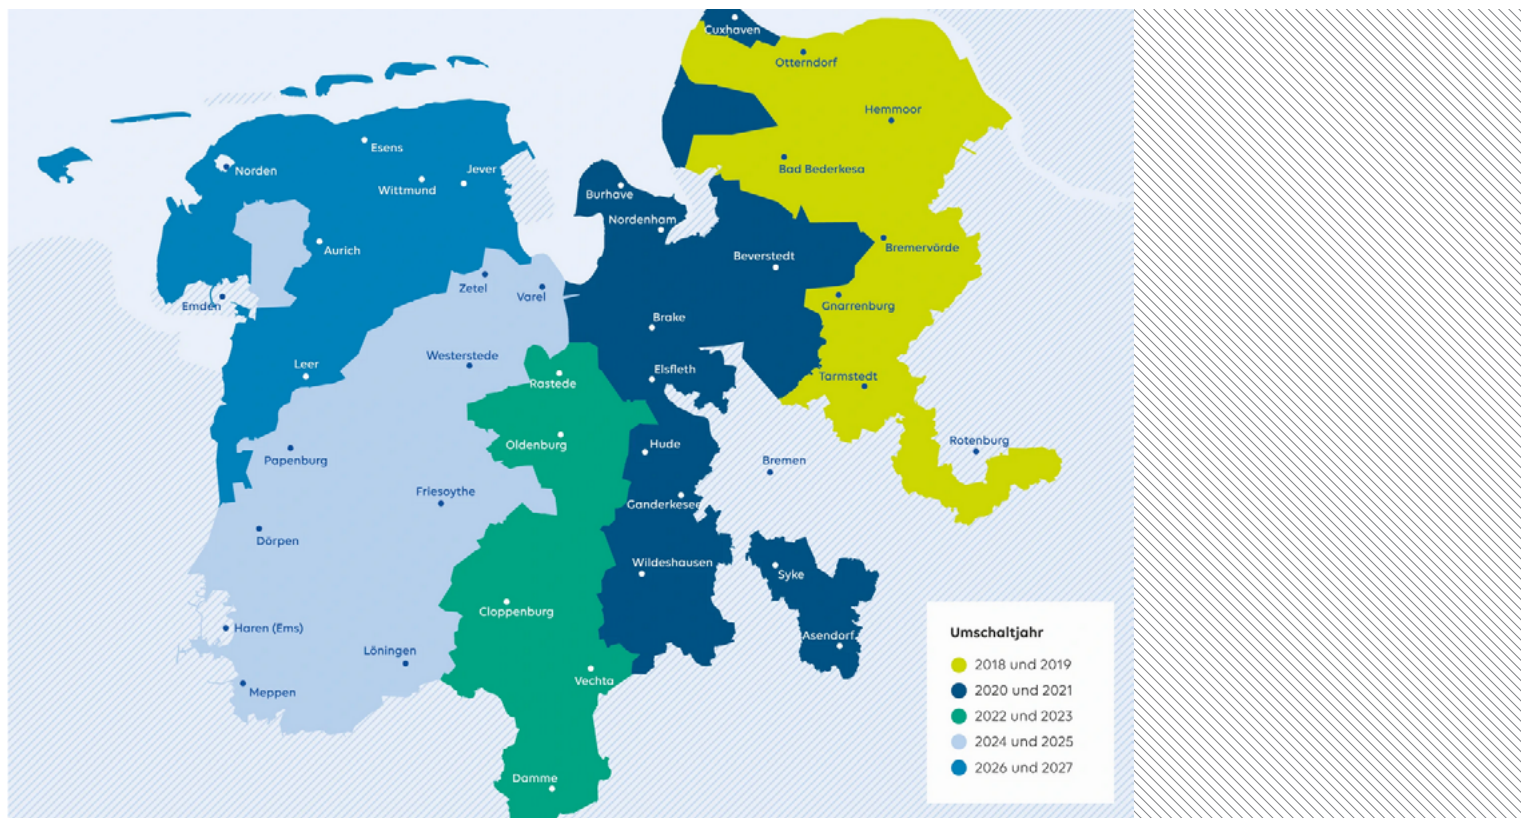 Cuxhaven
Otterndorf
Hemmoor
Esens
Norden
Jever
Bad Bederkesa
Wittmund
Burhave
Nordenham
Aurich
Bremervörde
Beverstedt
Zetel
Varel
Emden
Gnarrenburg
Brake
Westerstede
Leer
Elsfleth
Tarmstedt
Rastede
Oldenburg
Hude
Rotenburg
Papenburg
Bremen
Friesoythe
Ganderkesee
Dörpen
Wildeshausen
Syke
Cloppenburg
Haren (Ems)
Asendorf
Löningen
Vechta
Meppen
Damme
Umschaltjahr
2018 und 2019
2020 und 2021
2022 und 2023
2024 und 2025
2026 und 2027